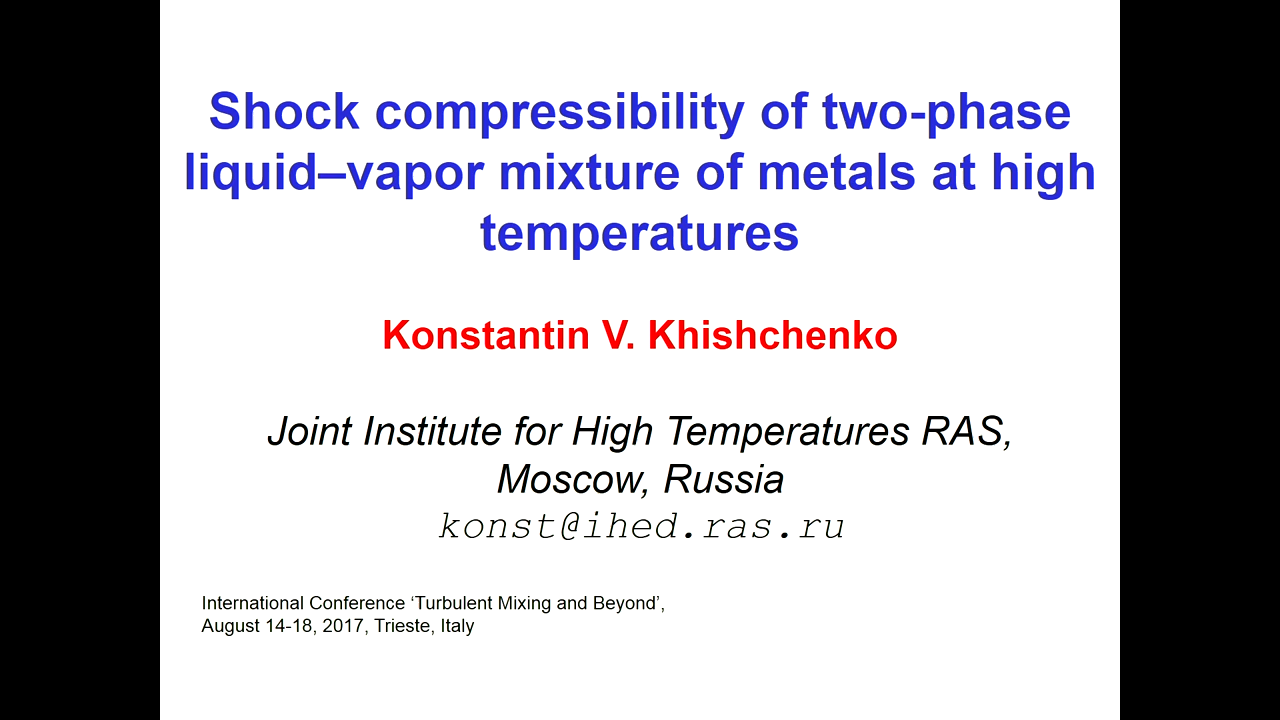 Shock compressibility of two-phase
liquid–vapor mixture of metals at high
temperatures
Konstantin V. Khishchenko
Joint Institute for High Temperatures RAS,
Moscow, Russia
konst@ihed.ras.ru
International Conference ‘Turbulent Mixing and Beyond’,
August 14-18, 2017, Trieste, Italy